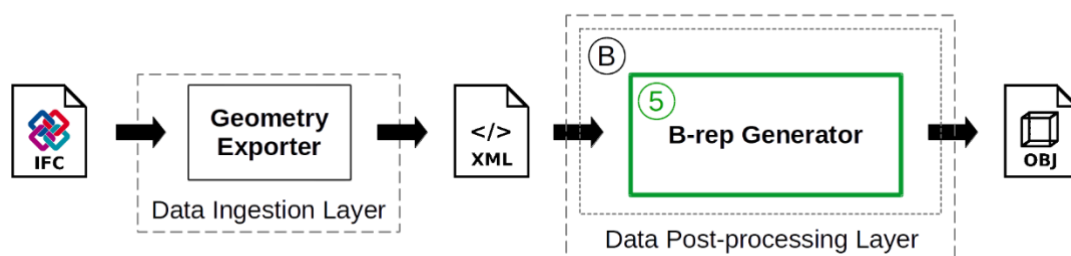 IFC
Geometry
Exporter
Data Ingestion Layer
</>
XML
B
5
B-rep Generator
Data Post-processing Layer
OBJ